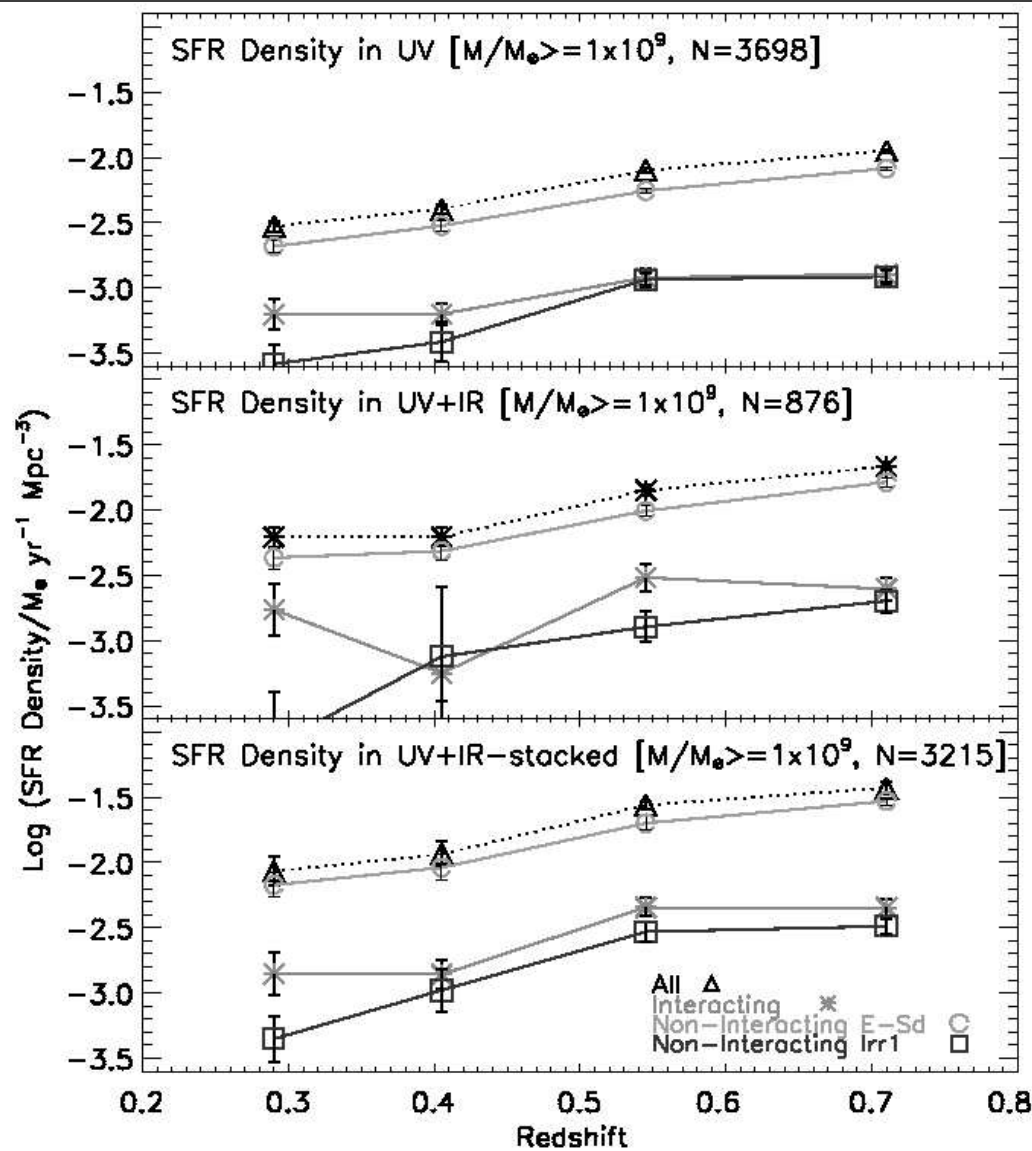 SFR Density in UV [M/M⊙>=1x10⁹, N=3698]
−1.5
−2.0
−2.5
−3.0
−3.5
SFR Density in UV+IR [M/M⊙>=1x10⁹, N=876]
−1.5
−2.0
−2.5
−3.0
−3.5
Log (SFR Density/M⊙ yr⁻¹ Mpc⁻³)
SFR Density in UV+IR−stacked [M/M⊙>=1x10⁹, N=3215]
−1.5
−2.0
−2.5
−3.0
−3.5
All
Interacting
Non−Interacting E−Sd
Non−Interacting Irr1
0.2 0.3 0.4 0.5 0.6 0.7 0.8
Redshift